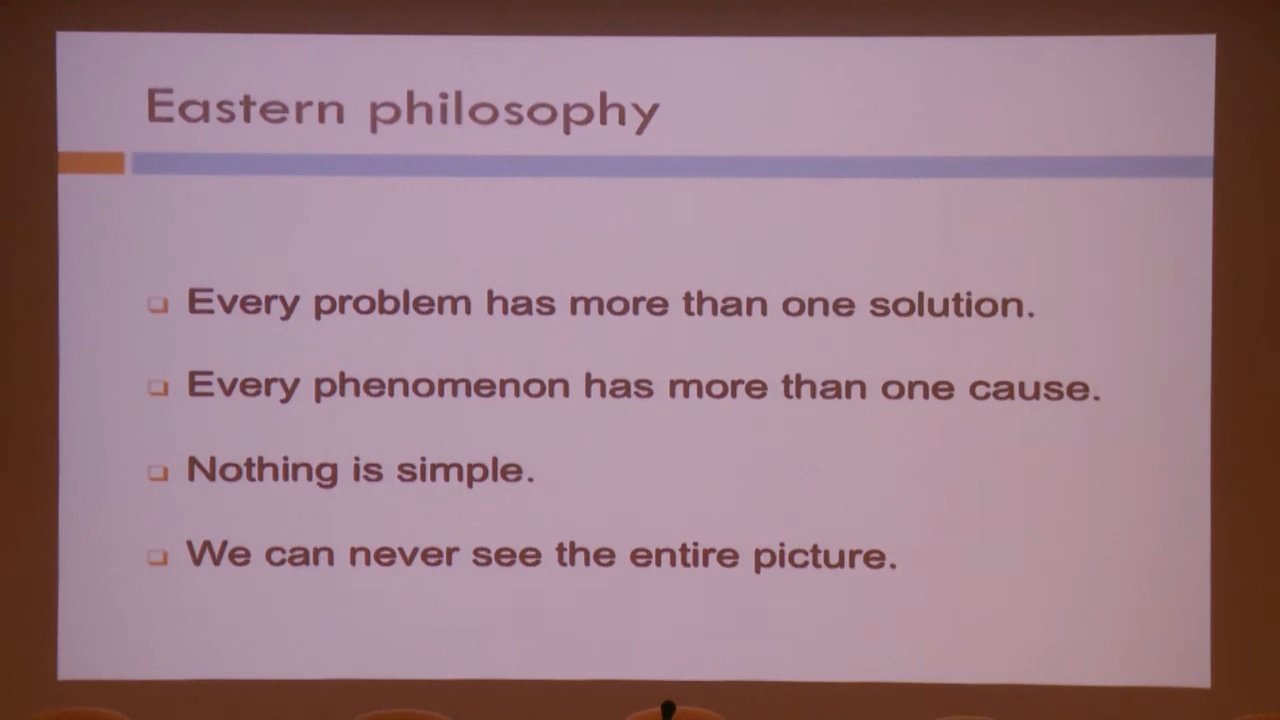 Eastern philosophy
Every problem has more than one solution.
Every phenomenon has more than one cause.
Nothing is simple.
We can never see the entire picture.